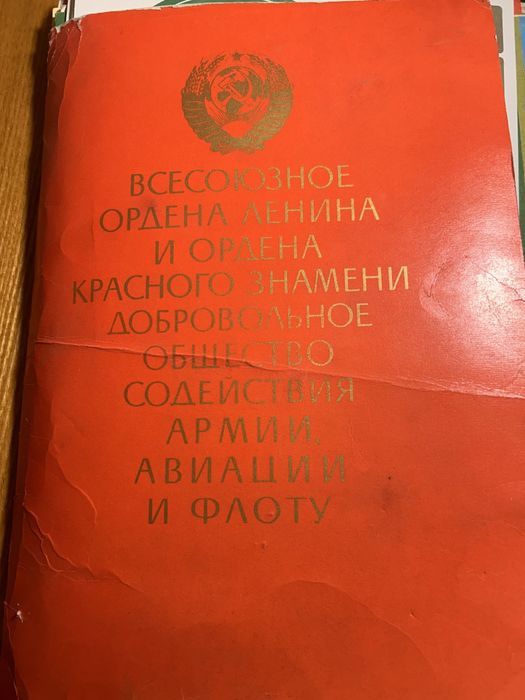 ВСЕСОЮЗНОЕ
ОРДЕНА ЛЕНИНА
И ОРДЕНА
КРАСНОГО ЗНАМЕНИ
ДОБРОВОЛЬНОЕ
ОБЩЕСТВО
СОДЕЙСТВИЯ
АРМИИ,
АВИАЦИИ
И ФЛОТУ